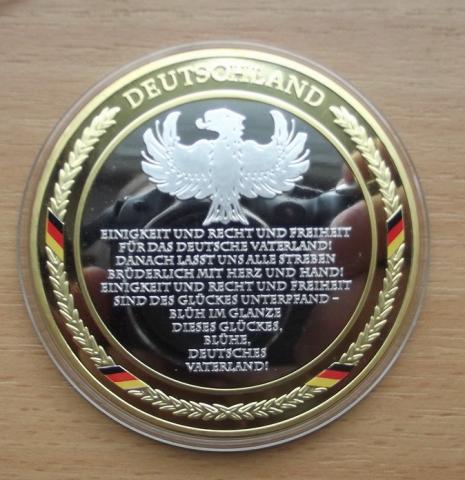 DEUTSCHLAND
EINIGKEIT UND RECHT UND FREIHEIT
FÜR DAS DEUTSCHE VATERLAND!
DANACH LASST UNS ALLE STREBEN
BRÜDERLICH MIT HERZ UND HAND!
EINIGKEIT UND RECHT UND FREIHEIT
SIND DES GLÜCKES UNTERPFAND –
BLÜH IM GLANZE
DIESES GLÜCKES,
BLÜHE,
DEUTSCHES
VATERLAND!